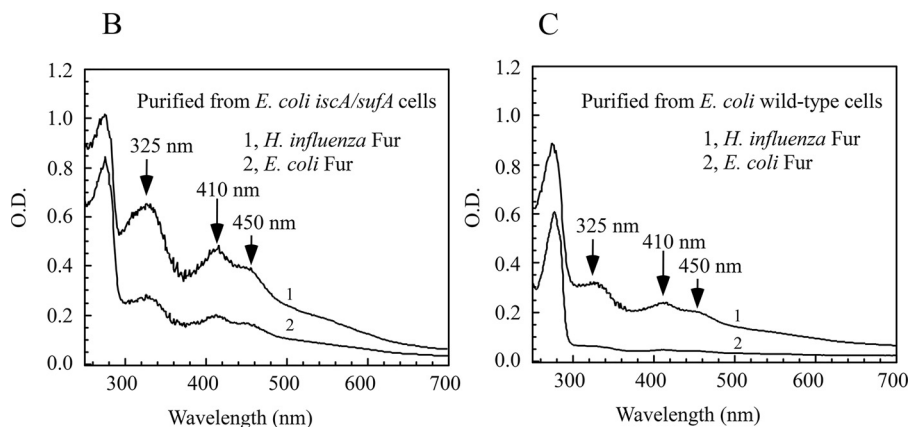 B
1.2
1.0
0.8
0.6
0.4
0.2
0.0
O.D.
Purified from E. coli iscA/sufA cells
1, H. influenza Fur
2, E. coli Fur
325 nm
410 nm
450 nm
1
2
300 400 500 600 700
Wavelength (nm)
C
1.2
1.0
0.8
0.6
0.4
0.2
0.0
O.D.
Purified from E. coli wild-type cells
1, H. influenza Fur
2, E. coli Fur
325 nm
410 nm
450 nm
1
2
300 400 500 600 700
Wavelength (nm)